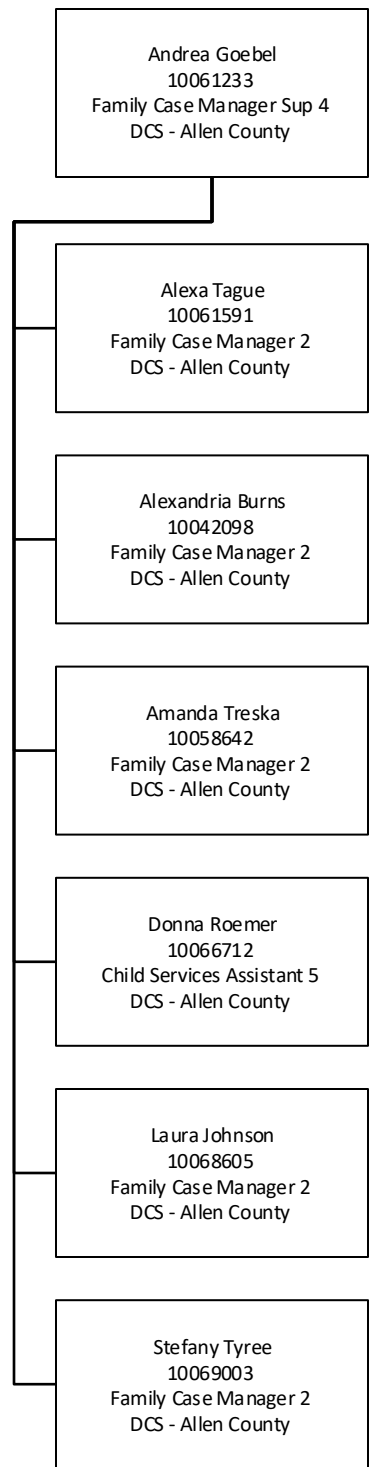 Andrea Goebel
10061233
Family Case Manager Sup 4
DCS - Allen County
Alexa Tague
10061591
Family Case Manager 2
DCS - Allen County
Alexandria Burns
10042098
Family Case Manager 2
DCS - Allen County
Amanda Treska
10058642
Family Case Manager 2
DCS - Allen County
Donna Roemer
10066712
Child Services Assistant 5
DCS - Allen County
Laura Johnson
10068605
Family Case Manager 2
DCS - Allen County
Stefany Tyree
10069003
Family Case Manager 2
DCS - Allen County